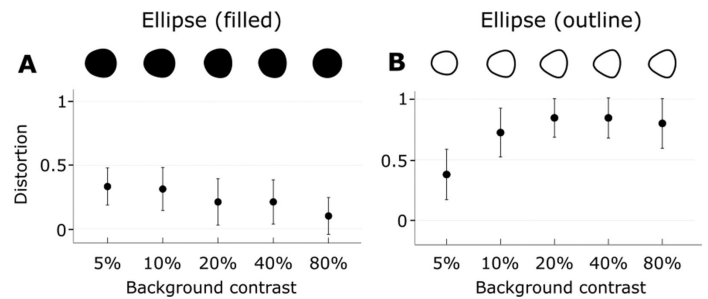 Ellipse (filled)
Ellipse (outline)
A
B
1
0.5
0
Distortion
5% 10% 20% 40% 80%
Background contrast
1
0.5
0
5% 10% 20% 40% 80%
Background contrast